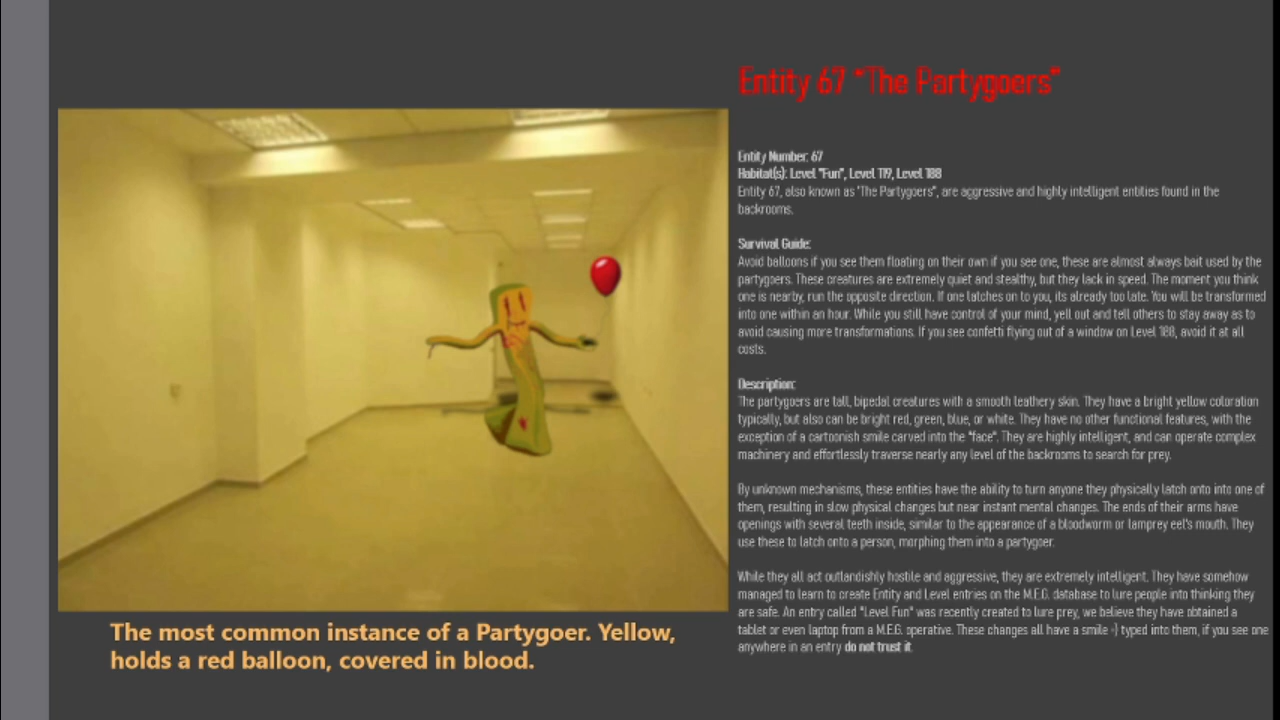 Entity 67 "The Partygoers"
Entity Number: 67
Habitat(s): Level "Fun", Level 119, Level 188
Entity 67, also known as "The Partygoers", are aggressive and highly intelligent entities found in the
backrooms.
Survival Guide:
Avoid balloons if you see them floating on their own if you see one, these are almost always bait used by the
partygoers. These creatures are extremely quiet and stealthy, but they lack in speed. The moment you think
one is nearby, run the opposite direction. If one latches on to you, its already too late. You will be transformed
into one within an hour. While you still have control of your mind, yell out and tell others to stay away as to
avoid causing more transformations. If you see confetti flying out of a window on Level 188, avoid it at all
costs.
Description:
The partygoers are tall, bipedal creatures with a smooth leathery skin. They have a bright yellow coloration
typically, but also can be bright red, green, blue, or white. They have no other functional features, with the
exception of a cartoonish smile carved into the "face". They are highly intelligent, and can operate complex
machinery and effortlessly traverse nearly any level of the backrooms to search for prey.
By unknown mechanisms, these entities have the ability to turn anyone they physically latch onto into one of
them, resulting in slow physical changes but near instant mental changes. The ends of their arms have
openings with several teeth inside, similar to the appearance of a bloodworm or lamprey eel's mouth. They
use these to latch onto a person, morphing them into a partygoer.
While they all act outlandishly hostile and aggressive, they are extremely intelligent. They have somehow
managed to learn to create Entity and Level entries on the M.E.G. database to lure people into thinking they
are safe. An entry called "Level Fun" was recently created to lure prey, we believe they have obtained a
tablet or even laptop from a M.E.G. operative. These changes all have a smile =) typed into them, if you see one
anywhere in an entry do not trust it.
The most common instance of a Partygoer. Yellow,
holds a red balloon, covered in blood.